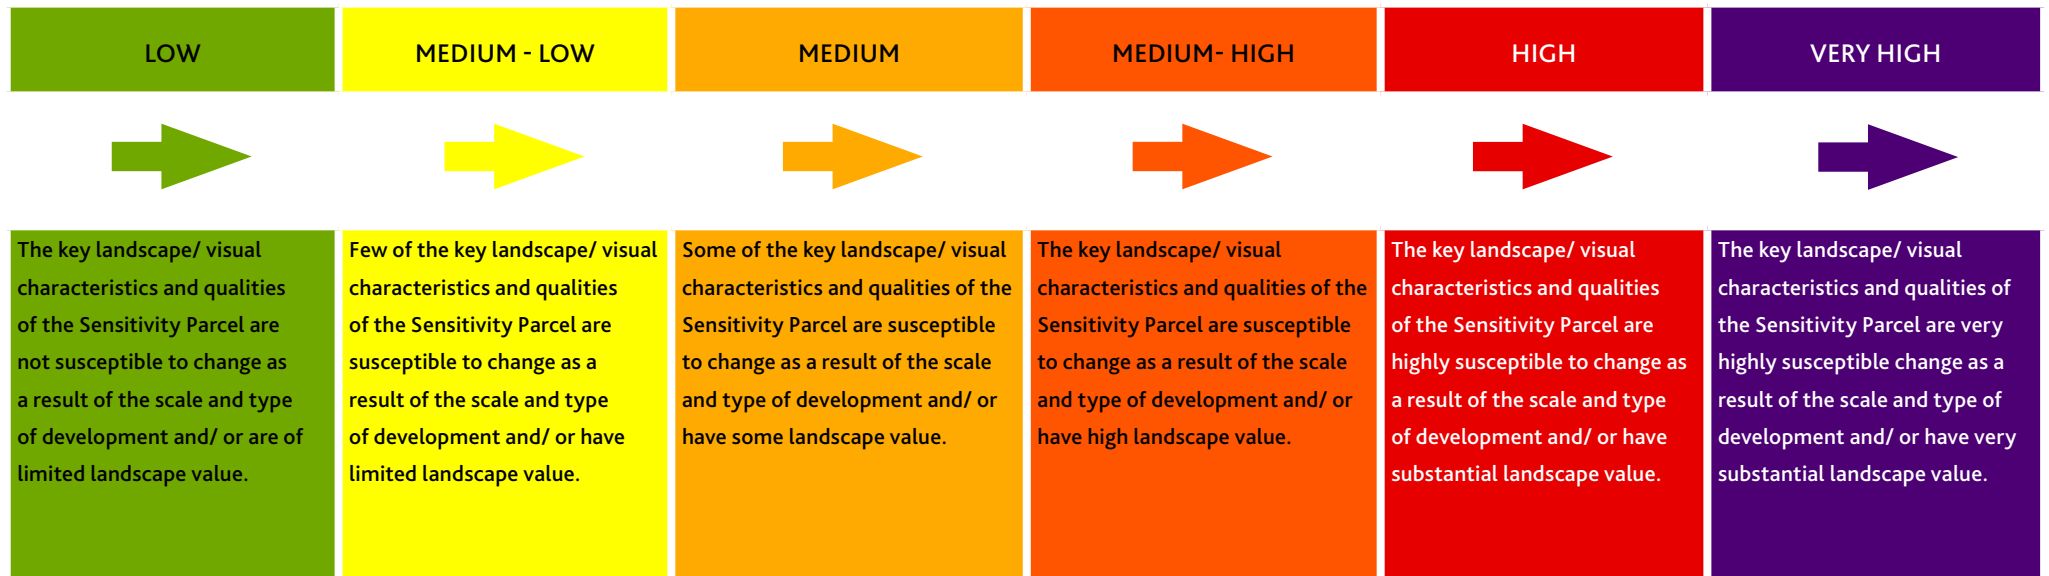 LOW
MEDIUM - LOW
MEDIUM
MEDIUM- HIGH
HIGH
VERY HIGH
The key landscape/ visual
characteristics and qualities
of the Sensitivity Parcel are
not susceptible to change as
a result of the scale and type
of development and/ or are of
limited landscape value.
Few of the key landscape/ visual
characteristics and qualities
of the Sensitivity Parcel are
susceptible to change as a
result of the scale and type
of development and/ or have
limited landscape value.
Some of the key landscape/ visual
characteristics and qualities of the
Sensitivity Parcel are susceptible
to change as a result of the scale
and type of development and/ or
have some landscape value.
The key landscape/ visual
characteristics and qualities of the
Sensitivity Parcel are susceptible
to change as a result of the scale
and type of development and/ or
have high landscape value.
The key landscape/ visual
characteristics and qualities
of the Sensitivity Parcel are
highly susceptible to change as
a result of the scale and type
of development and/ or have
substantial landscape value.
The key landscape/ visual
characteristics and qualities of
the Sensitivity Parcel are very
highly susceptible change as a
result of the scale and type of
development and/ or have very
substantial landscape value.